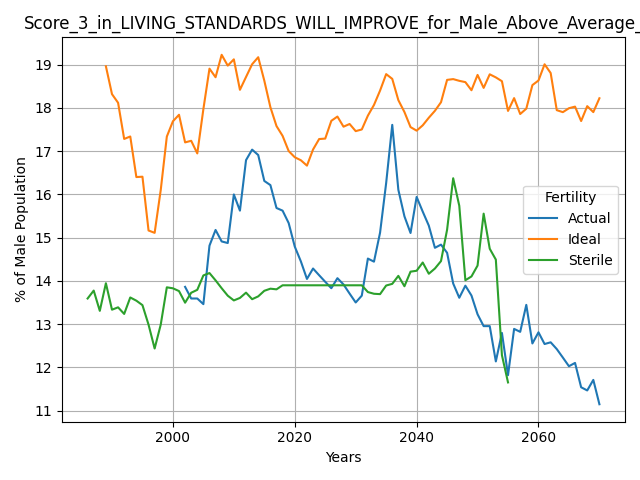 Score_3_in_LIVING_STANDARDS_WILL_IMPROVE_for_Male_Above_Average_
% of Male Population
19
18
17
16
15
14
13
12
11
Fertility
Actual
Ideal
Sterile
2000 2020 2040 2060
Years